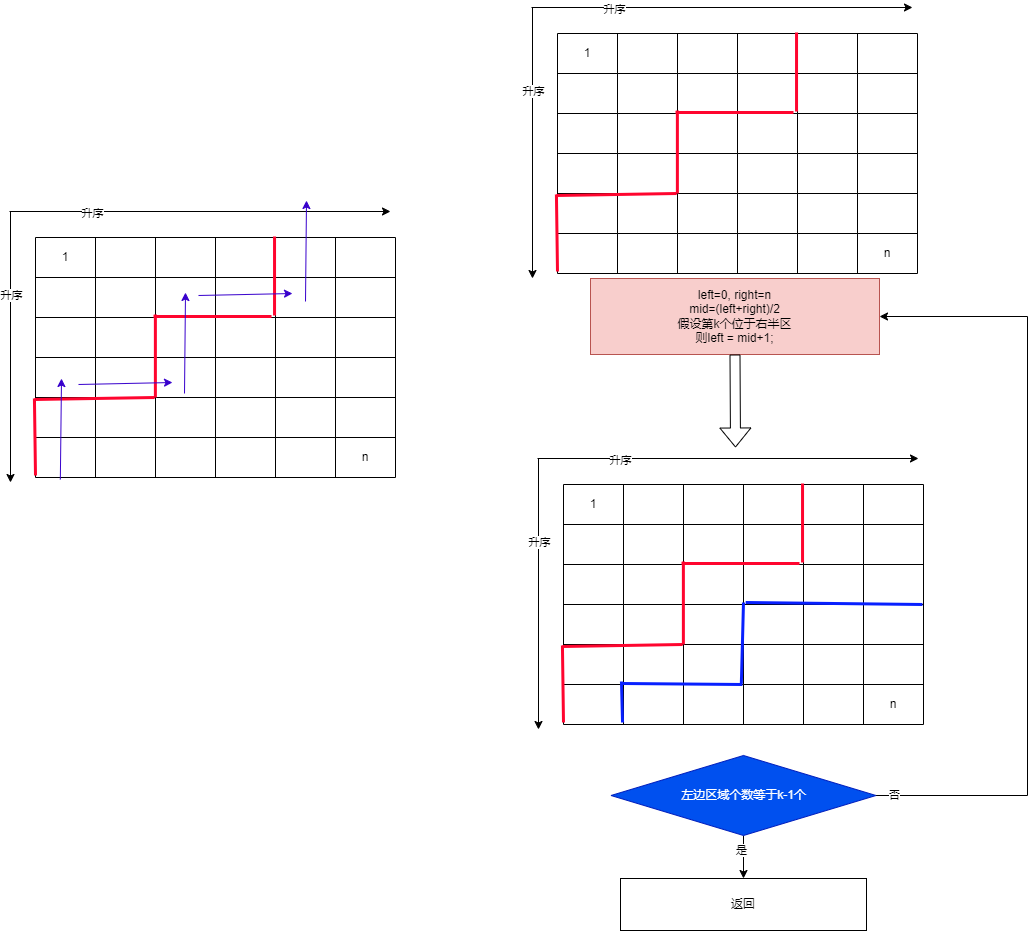 升序
升序
1
n
升序
升序
1
n
left=0, right=n
mid=(left+right)/2
假设第k个位于右半区
则left = mid+1;
升序
升序
1
n
左边区域个数等于k-1个
否
是
返回